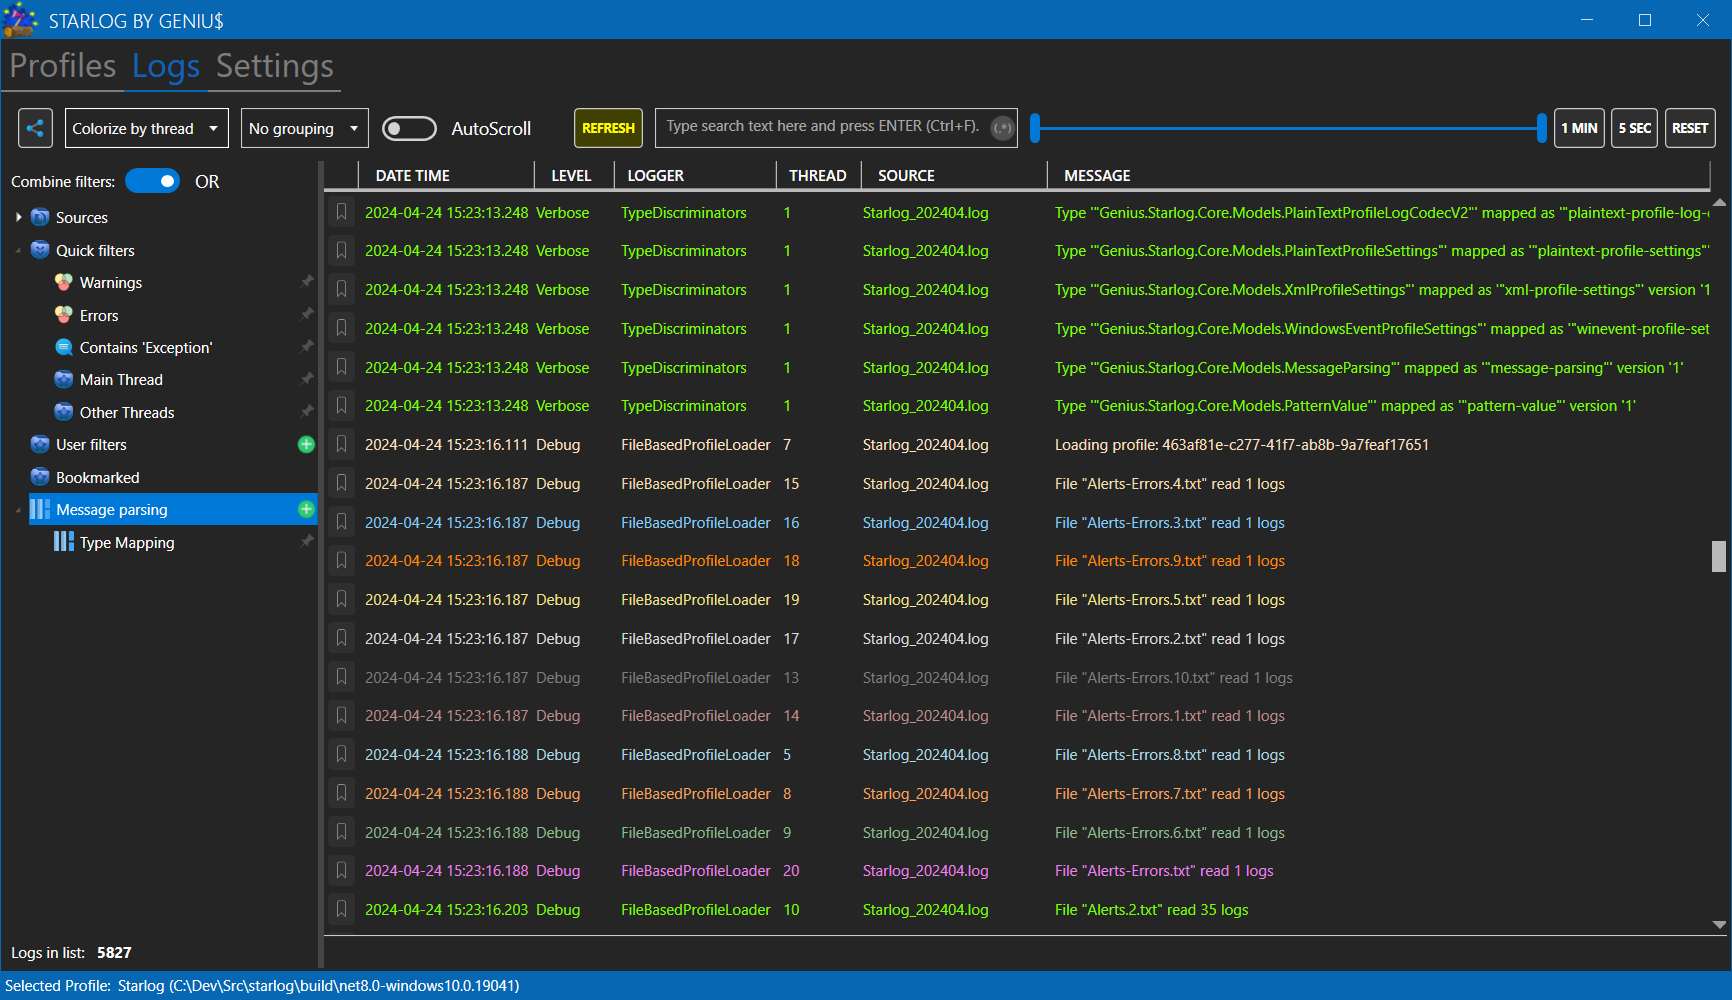 STARLOG BY GENIU$
Profiles Logs Settings
Colorize by thread No grouping AutoScroll REFRESH Type search text here and press ENTER (Ctrl+F). (.*) 1 MIN 5 SEC RESET
Combine filters: OR
Sources
Quick filters
Warnings
Errors
Contains 'Exception'
Main Thread
Other Threads
User filters
Bookmarked
Message parsing
Type Mapping
Logs in list: 5827
DATE TIME LEVEL LOGGER THREAD SOURCE MESSAGE
2024-04-24 15:23:13.248 Verbose TypeDiscriminators 1 Starlog_202404.log Type '"Genius.Starlog.Core.Models.PlainTextProfileLogCodecV2"' mapped as '"plaintext-profile-log-
2024-04-24 15:23:13.248 Verbose TypeDiscriminators 1 Starlog_202404.log Type '"Genius.Starlog.Core.Models.PlainTextProfileSettings"' mapped as '"plaintext-profile-settings"'
2024-04-24 15:23:13.248 Verbose TypeDiscriminators 1 Starlog_202404.log Type '"Genius.Starlog.Core.Models.XmlProfileSettings"' mapped as '"xml-profile-settings"' version '1
2024-04-24 15:23:13.248 Verbose TypeDiscriminators 1 Starlog_202404.log Type '"Genius.Starlog.Core.Models.WindowsEventProfileSettings"' mapped as '"winevent-profile-set
2024-04-24 15:23:13.248 Verbose TypeDiscriminators 1 Starlog_202404.log Type '"Genius.Starlog.Core.Models.MessageParsing"' mapped as '"message-parsing"' version '1'
2024-04-24 15:23:13.248 Verbose TypeDiscriminators 1 Starlog_202404.log Type '"Genius.Starlog.Core.Models.PatternValue"' mapped as '"pattern-value"' version '1'
2024-04-24 15:23:16.111 Debug FileBasedProfileLoader 7 Starlog_202404.log Loading profile: 463af81e-c277-41f7-ab8b-9a7feaf17651
2024-04-24 15:23:16.187 Debug FileBasedProfileLoader 15 Starlog_202404.log File "Alerts-Errors.4.txt" read 1 logs
2024-04-24 15:23:16.187 Debug FileBasedProfileLoader 16 Starlog_202404.log File "Alerts-Errors.3.txt" read 1 logs
2024-04-24 15:23:16.187 Debug FileBasedProfileLoader 18 Starlog_202404.log File "Alerts-Errors.9.txt" read 1 logs
2024-04-24 15:23:16.187 Debug FileBasedProfileLoader 19 Starlog_202404.log File "Alerts-Errors.5.txt" read 1 logs
2024-04-24 15:23:16.187 Debug FileBasedProfileLoader 17 Starlog_202404.log File "Alerts-Errors.2.txt" read 1 logs
2024-04-24 15:23:16.187 Debug FileBasedProfileLoader 13 Starlog_202404.log File "Alerts-Errors.10.txt" read 1 logs
2024-04-24 15:23:16.187 Debug FileBasedProfileLoader 14 Starlog_202404.log File "Alerts-Errors.1.txt" read 1 logs
2024-04-24 15:23:16.188 Debug FileBasedProfileLoader 5 Starlog_202404.log File "Alerts-Errors.8.txt" read 1 logs
2024-04-24 15:23:16.188 Debug FileBasedProfileLoader 8 Starlog_202404.log File "Alerts-Errors.7.txt" read 1 logs
2024-04-24 15:23:16.188 Debug FileBasedProfileLoader 9 Starlog_202404.log File "Alerts-Errors.6.txt" read 1 logs
2024-04-24 15:23:16.188 Debug FileBasedProfileLoader 20 Starlog_202404.log File "Alerts-Errors.txt" read 1 logs
2024-04-24 15:23:16.203 Debug FileBasedProfileLoader 10 Starlog_202404.log File "Alerts.2.txt" read 35 logs
Selected Profile: Starlog (C:\Dev\Src\starlog\build\net8.0-windows10.0.19041)